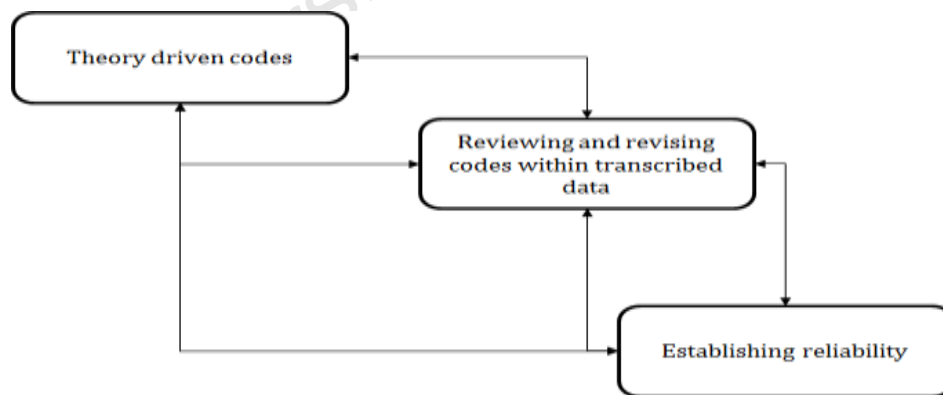 Theory driven codes
Reviewing and revising
codes within transcribed
data
Establishing reliability